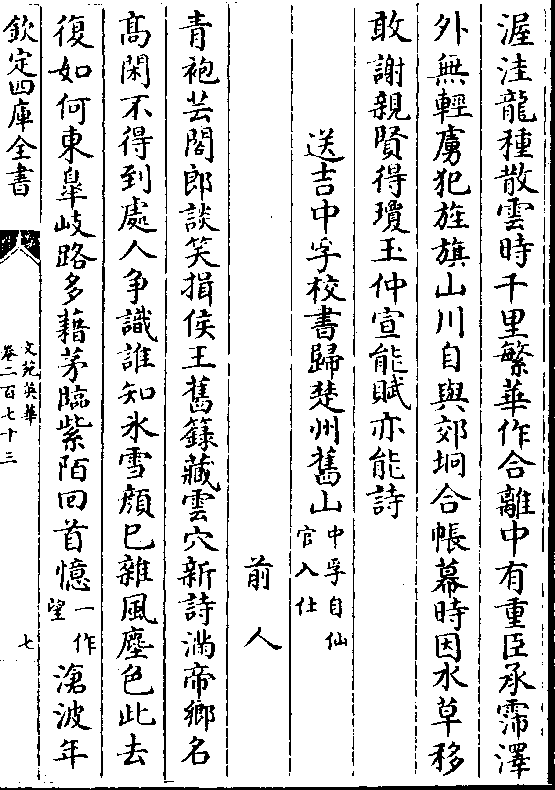 渥洼龍種散雲時千里繁華作合離中有重臣承霈澤
外無輕虜犯旌旗山川自與郊坰合帳幕時因水草移
敢謝親賢得瓊玉仲宣能賦亦能詩
送吉中孚校書歸楚州舊山中孚自仙官入仕
前人
青袍芸閣郎談笑揖侯王舊籙藏雲穴新詩滿帝鄉名
髙閑不得到處人爭識誰知氷雪顔已雜風塵色此去
復如何東臯岐路多藉茅臨紫陌回首憶一作望滄波年
欽定四庫全書
文苑英華
卷二百七十三
七